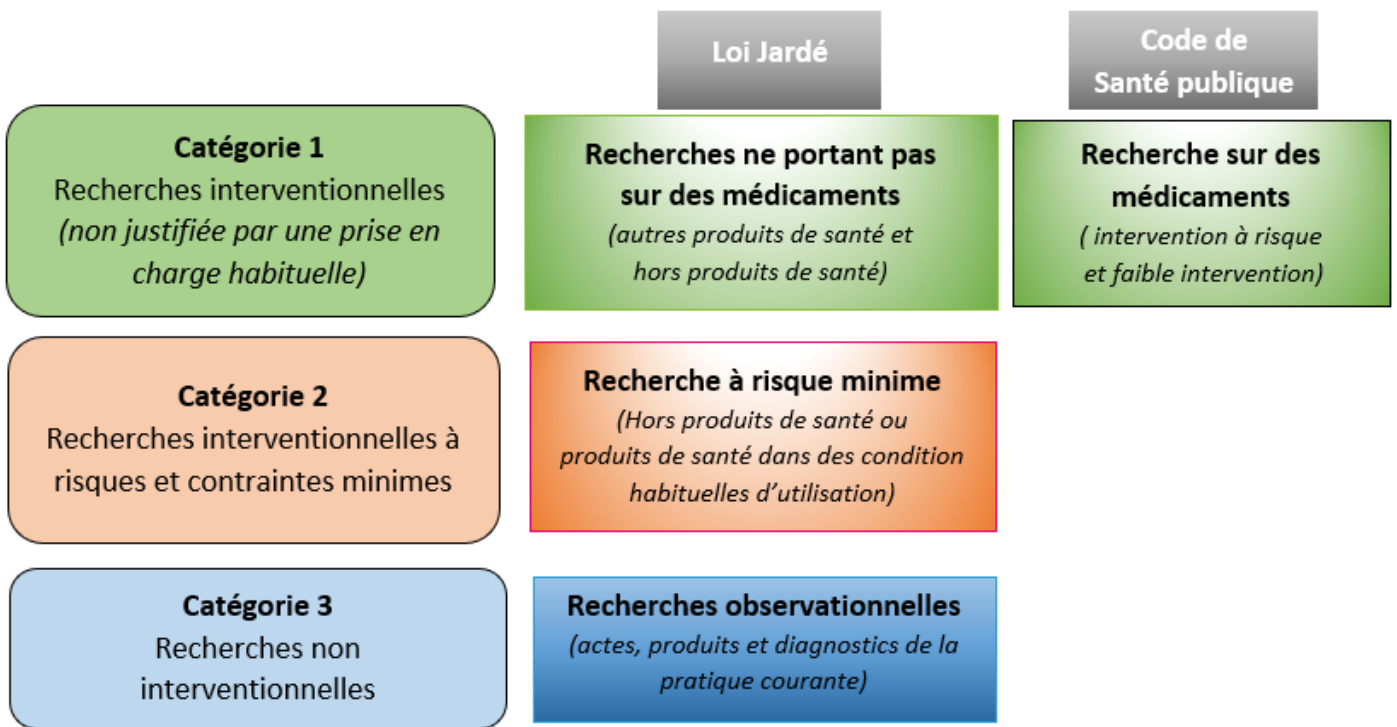 Loi Jardé
Code de
Santé publique
Catégorie 1
Recherches interventionnelles
(non justifiée par une prise en
charge habituelle)
Recherches ne portant pas
sur des médicaments
(autres produits de santé et
hors produits de santé)
Recherche sur des
médicaments
( intervention à risque
et faible intervention)
Catégorie 2
Recherches interventionnelles à
risques et contraintes minimes
Recherche à risque minime
(Hors produits de santé ou
produits de santé dans des condition
habituelles d’utilisation)
Catégorie 3
Recherches non
interventionnelles
Recherches observationnelles
(actes, produits et diagnostics de la
pratique courante)